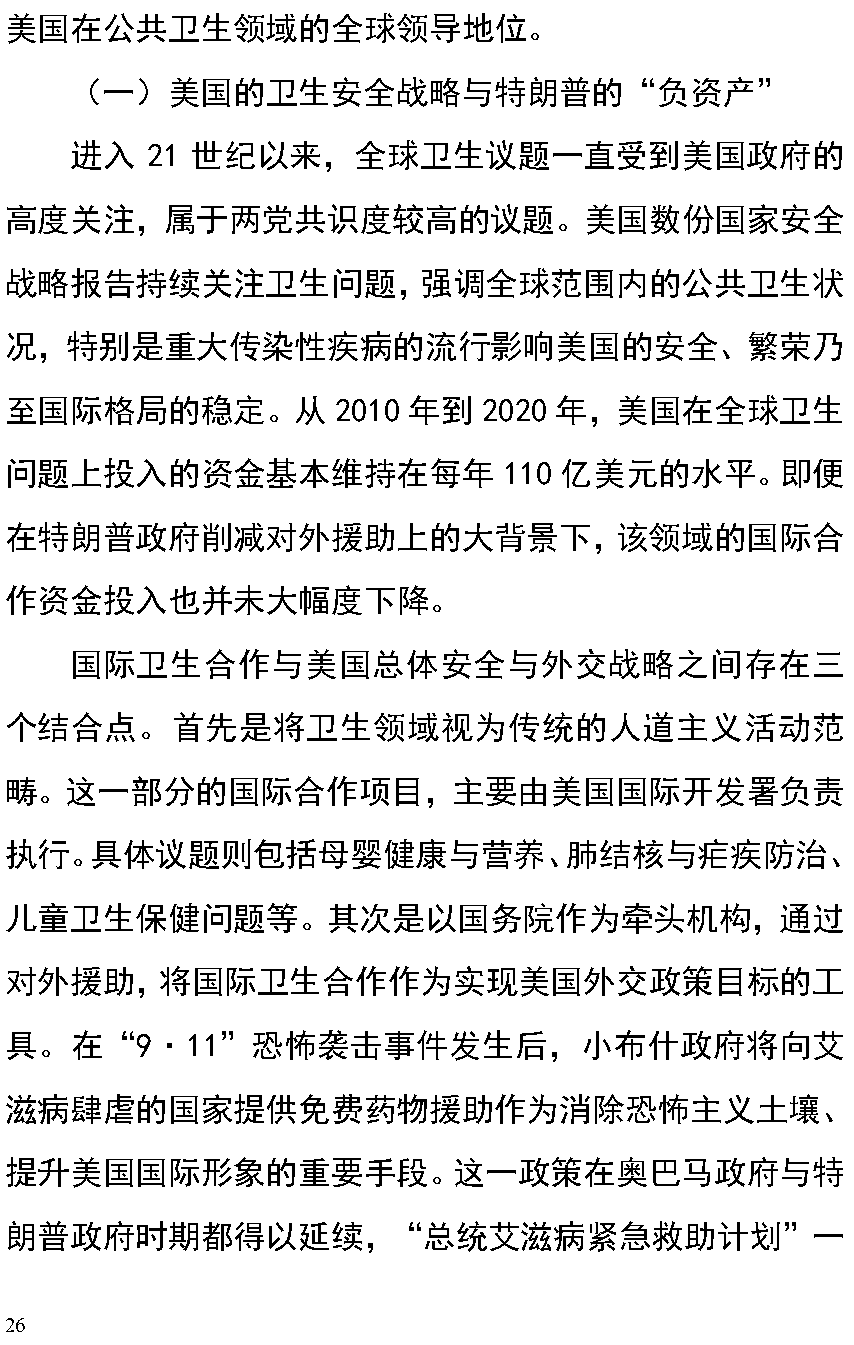 美国在公共卫生领域的全球领导地位。
（一）美国的卫生安全战略与特朗普的“负资产”
进入 21 世纪以来，全球卫生议题一直受到美国政府的
高度关注，属于两党共识度较高的议题。美国数份国家安全
战略报告持续关注卫生问题，强调全球范围内的公共卫生状
况，特别是重大传染性疾病的流行影响美国的安全、繁荣乃
至国际格局的稳定。从 2010 年到 2020 年，美国在全球卫生
问题上投入的资金基本维持在每年 110 亿美元的水平。即便
在特朗普政府削减对外援助上的大背景下，该领域的国际合
作资金投入也并未大幅度下降。
国际卫生合作与美国总体安全与外交战略之间存在三
个结合点。首先是将卫生领域视为传统的人道主义活动范
畴。这一部分的国际合作项目，主要由美国国际开发署负责
执行。具体议题则包括母婴健康与营养、肺结核与疟疾防治、
儿童卫生保健问题等。其次是以国务院作为牵头机构，通过
对外援助，将国际卫生合作作为实现美国外交政策目标的工
具。在“9·11”恐怖袭击事件发生后，小布什政府将向艾
滋病肆虐的国家提供免费药物援助作为消除恐怖主义土壤、
提升美国国际形象的重要手段。这一政策在奥巴马政府与特
朗普政府时期都得以延续，“总统艾滋病紧急救助计划”一
26